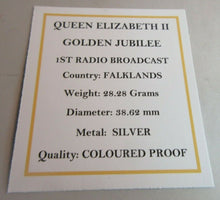 QUEEN ELIZABETH II
GOLDEN JUBILEE
1ST RADIO BROADCAST
Country: FALKLANDS
Weight: 28.28 Grams
Diameter: 38.62 mm
Metal: SILVER
Quality: COLOURED PROOF